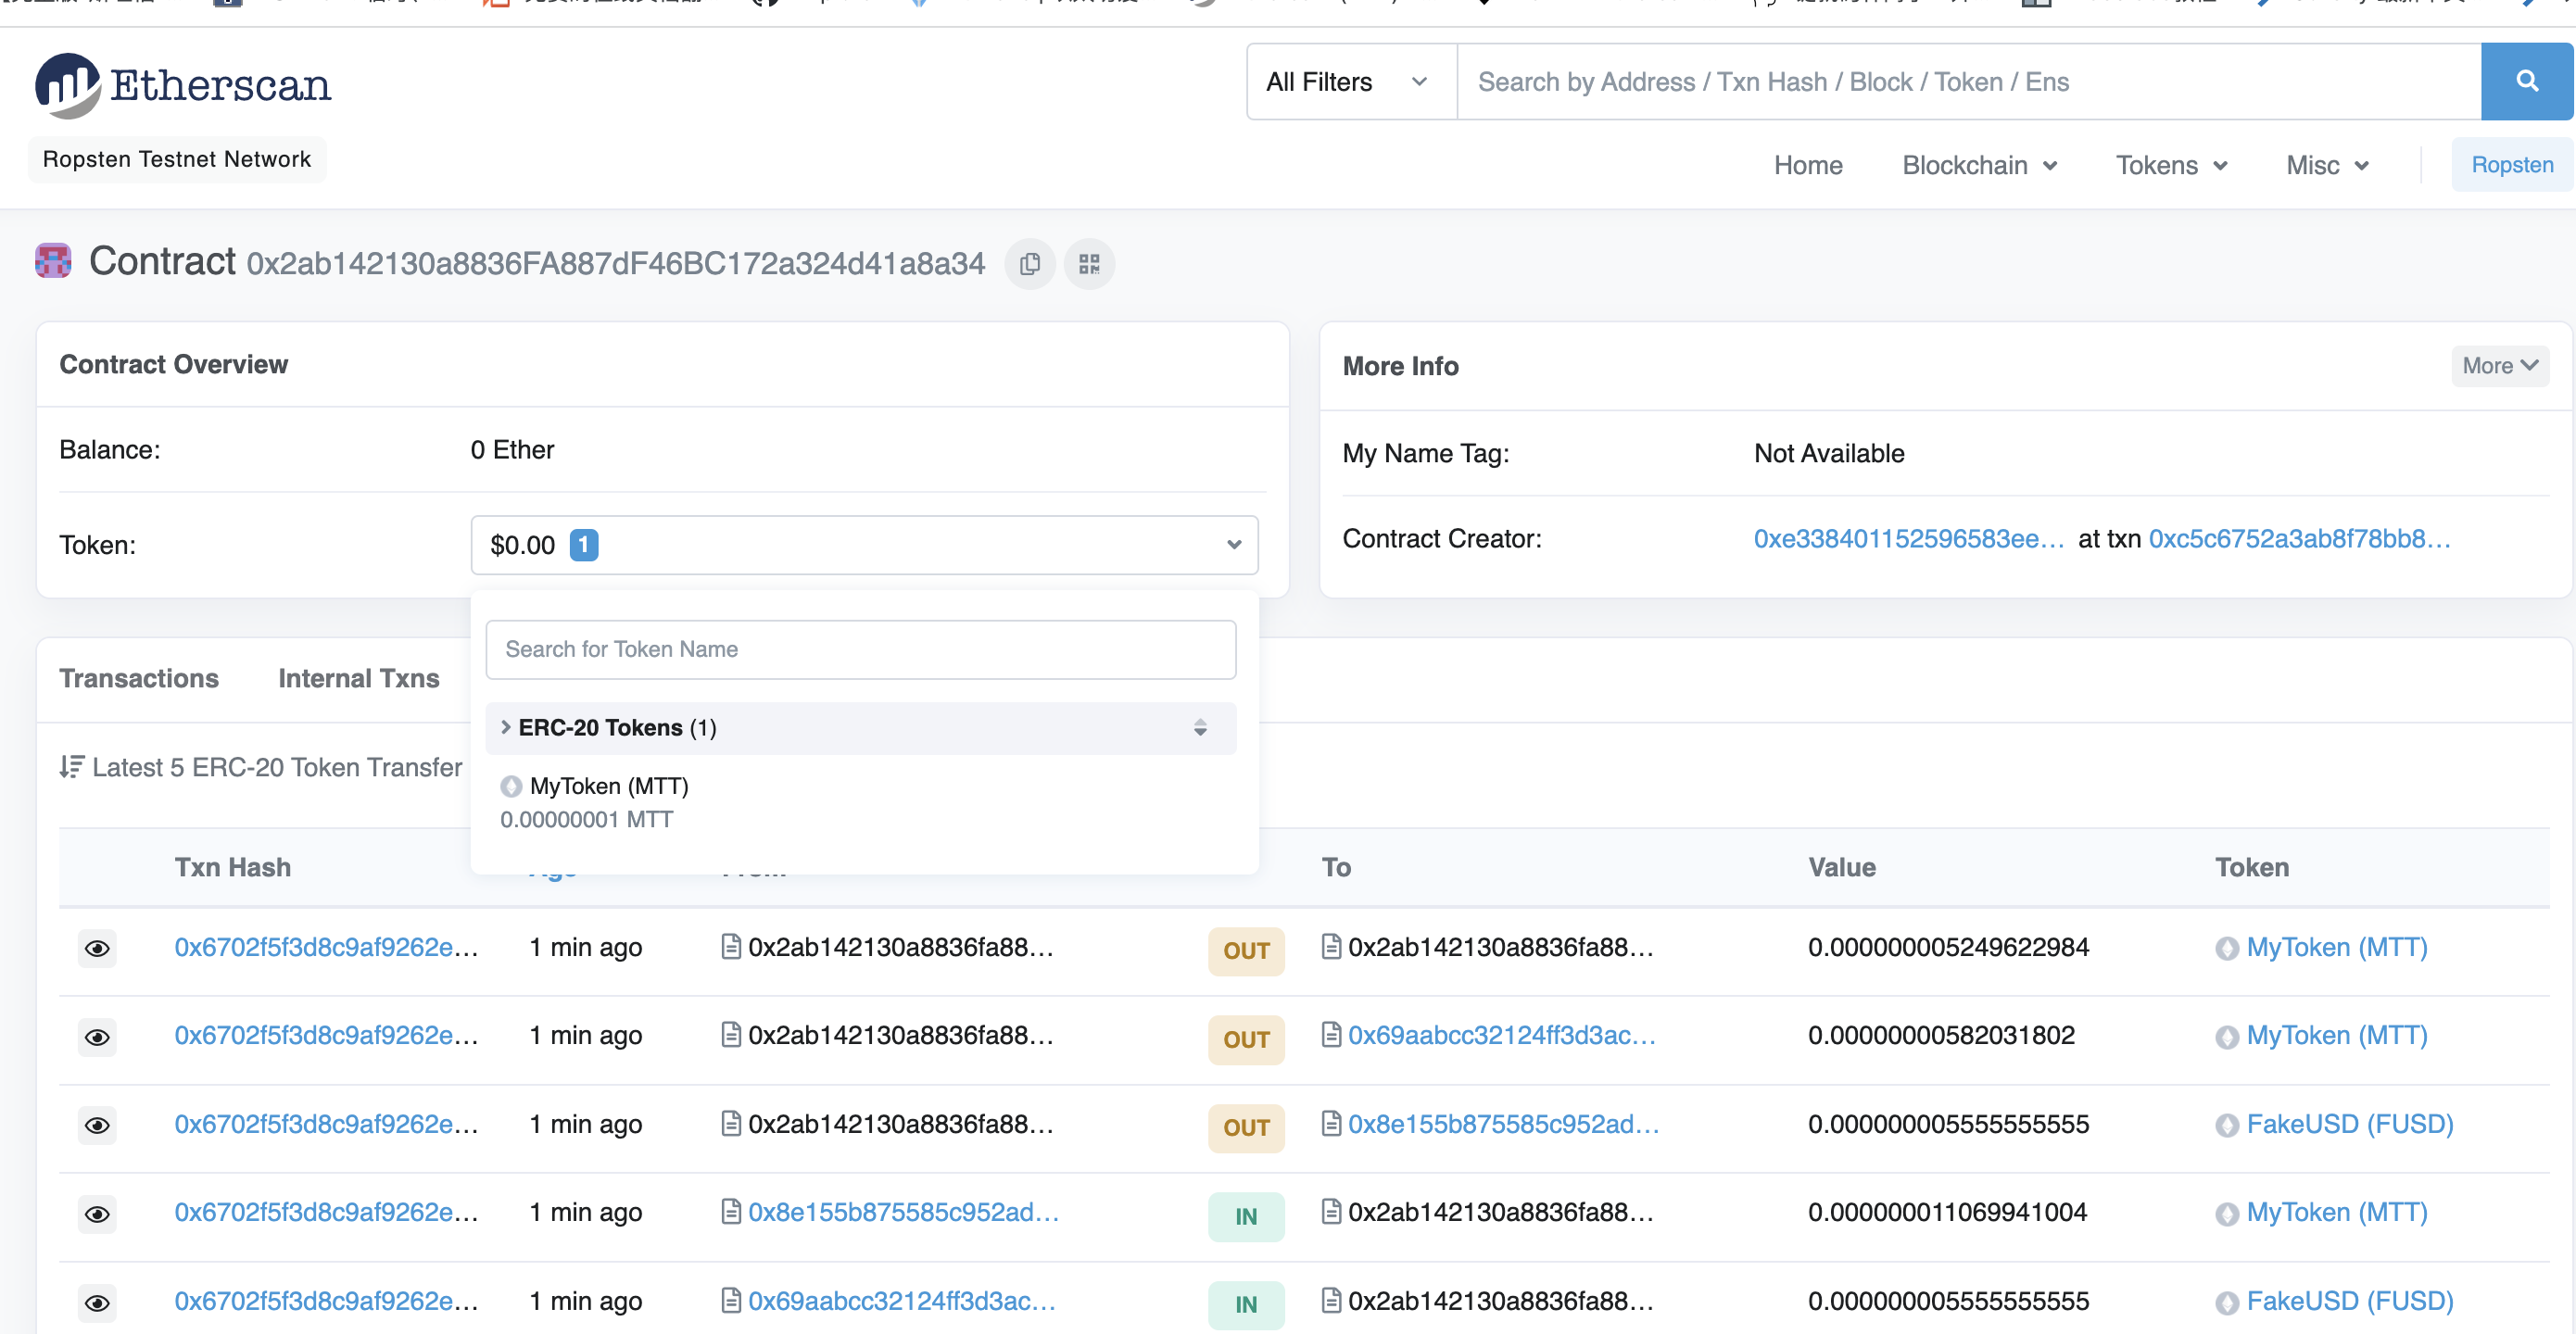 Etherscan
All Filters
Search by Address / Txn Hash / Block / Token / Ens
Ropsten Testnet Network
Home Blockchain Tokens Misc Ropsten
Contract 0x2ab142130a8836FA887dF46BC172a324d41a8a34
Contract Overview
Balance: 0 Ether
Token: $0.00 1
More Info More
My Name Tag: Not Available
Contract Creator: 0xe338401152596583ee... at txn 0xc5c6752a3ab8f78bb8...
Search for Token Name
ERC-20 Tokens (1)
MyToken (MTT)
0.00000001 MTT
Transactions Internal Txns
Latest 5 ERC-20 Token Transfer
Txn Hash To Value Token
0x6702f5f3d8c9af9262e... 1 min ago 0x2ab142130a8836fa88... OUT 0x2ab142130a8836fa88... 0.000000005249622984 MyToken (MTT)
0x6702f5f3d8c9af9262e... 1 min ago 0x2ab142130a8836fa88... OUT 0x69aabcc32124ff3d3ac... 0.00000000582031802 MyToken (MTT)
0x6702f5f3d8c9af9262e... 1 min ago 0x2ab142130a8836fa88... OUT 0x8e155b875585c952ad... 0.000000005555555555 FakeUSD (FUSD)
0x6702f5f3d8c9af9262e... 1 min ago 0x8e155b875585c952ad... IN 0x2ab142130a8836fa88... 0.000000011069941004 MyToken (MTT)
0x6702f5f3d8c9af9262e... 1 min ago 0x69aabcc32124ff3d3ac... IN 0x2ab142130a8836fa88... 0.000000005555555555 FakeUSD (FUSD)